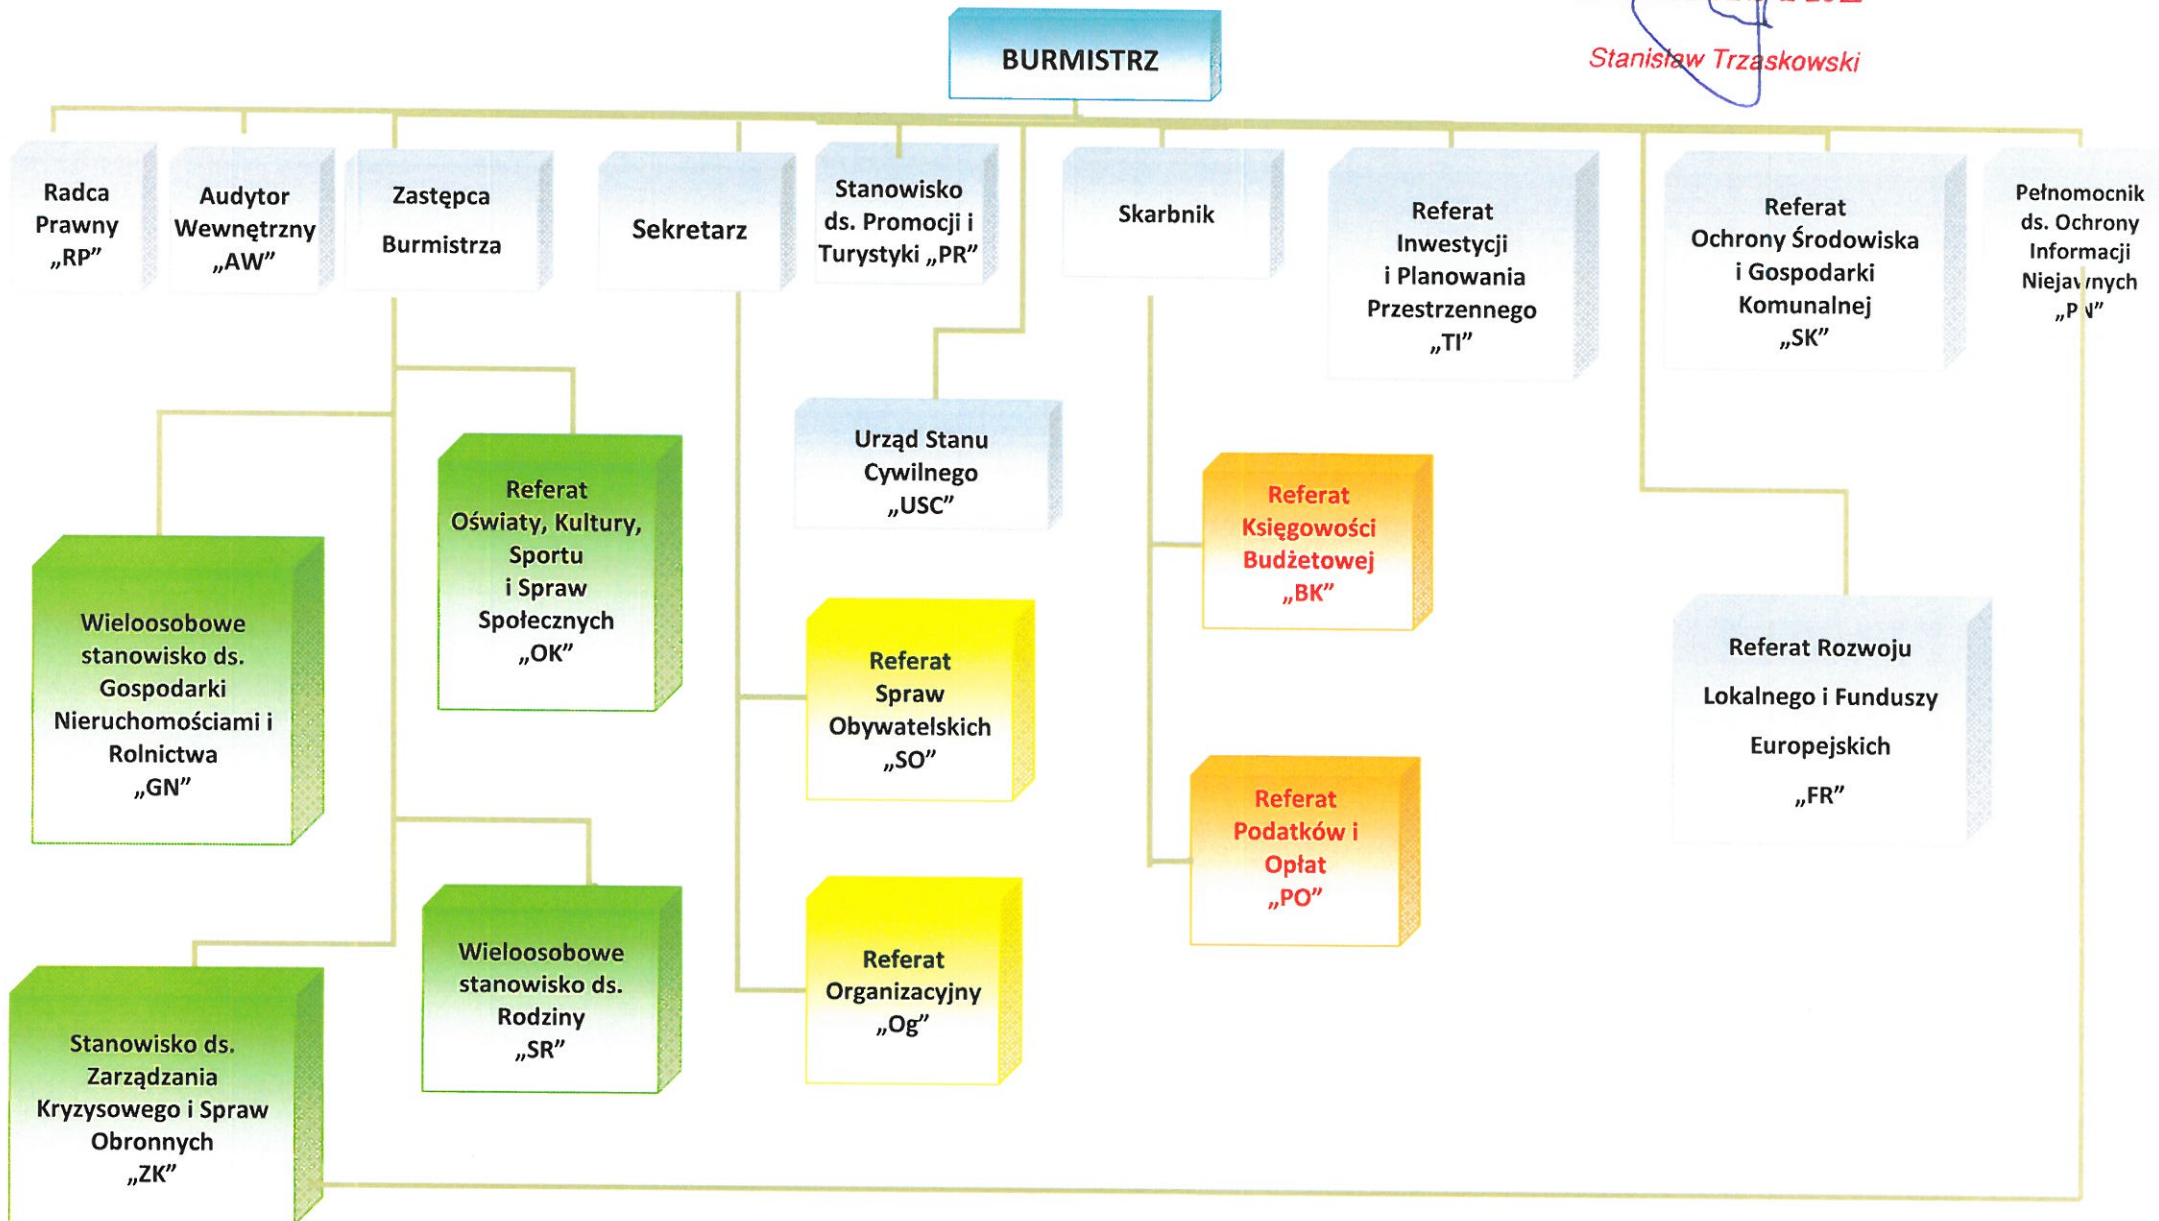 BURMISTRZ
Stanisław Trzaskowski
Radca
Prawny
„RP”
Audytor
Wewnętrzny
„AW”
Zastępca
Burmistrza
Sekretarz
Stanowisko
ds. Promocji i
Turystyki „PR”
Skarbnik
Referat
Inwestycji
i Planowania
Przestrzennego
„TI”
Referat
Ochrony Środowiska
i Gospodarki
Komunalnej
„SK”
Pełnomocnik
ds. Ochrony
Informacji
Niejawnych
„PN”
Urząd Stanu
Cywilnego
„USC”
Referat
Oświaty, Kultury,
Sportu
i Spraw
Społecznych
„OK”
Referat
Księgowości
Budżetowej
„BK”
Wieloosobowe
stanowisko ds.
Gospodarki
Nieruchomościami i
Rolnictwa
„GN”
Referat
Spraw
Obywatelskich
„SO”
Referat Rozwoju
Lokalnego i Funduszy
Europejskich
„FR”
Referat
Podatków i
Opłat
„PO”
Wieloosobowe
stanowisko ds.
Rodziny
„SR”
Referat
Organizacyjny
„Og”
Stanowisko ds.
Zarządzania
Kryzysowego i Spraw
Obronnych
„ZK”